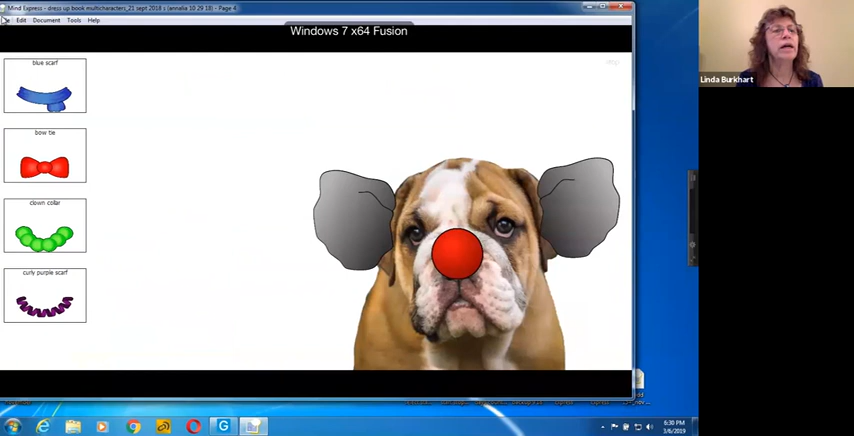 Mind Express - dress up book multicharacters_21 sept 2018 s (annalia 10 29 18) - Page 4
Edit Document Tools Help
Windows 7 x64 Fusion
blue scarf
bow tie
clown collar
curly purple scarf
Linda Burkhart
6:30 PM
3/6/2019